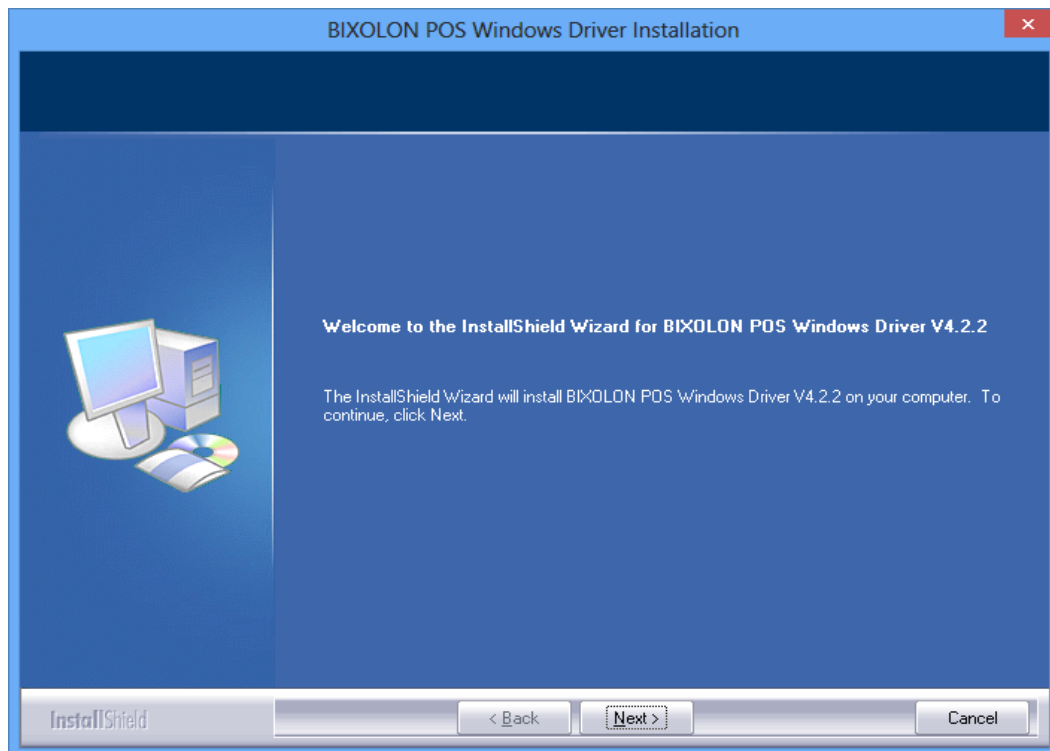 BIXOLON POS Windows Driver Installation
Welcome to the InstallShield Wizard for BIXOLON POS Windows Driver V4.2.2
The InstallShield Wizard will install BIXOLON POS Windows Driver V4.2.2 on your computer. To
continue, click Next.
InstallShield
< Back
Next >
Cancel